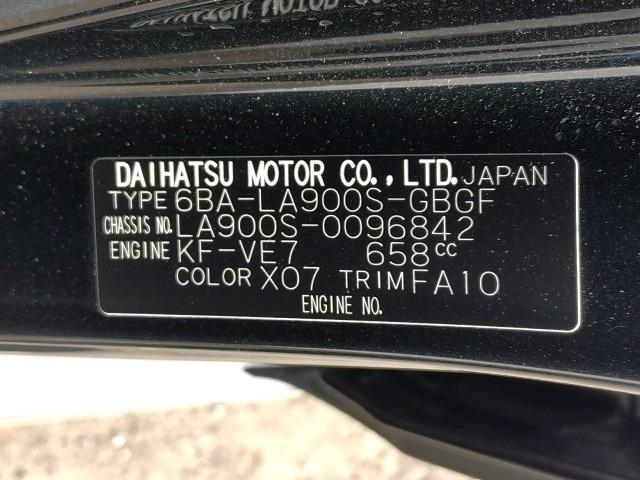 DAIHATSU MOTOR CO., LTD. JAPAN
TYPE 6BA-LA900S-GBGF
CHASSIS NO. LA900S-0096842
ENGINE KF-VE7 658cc
COLOR X07 TRIM FA10
ENGINE NO.